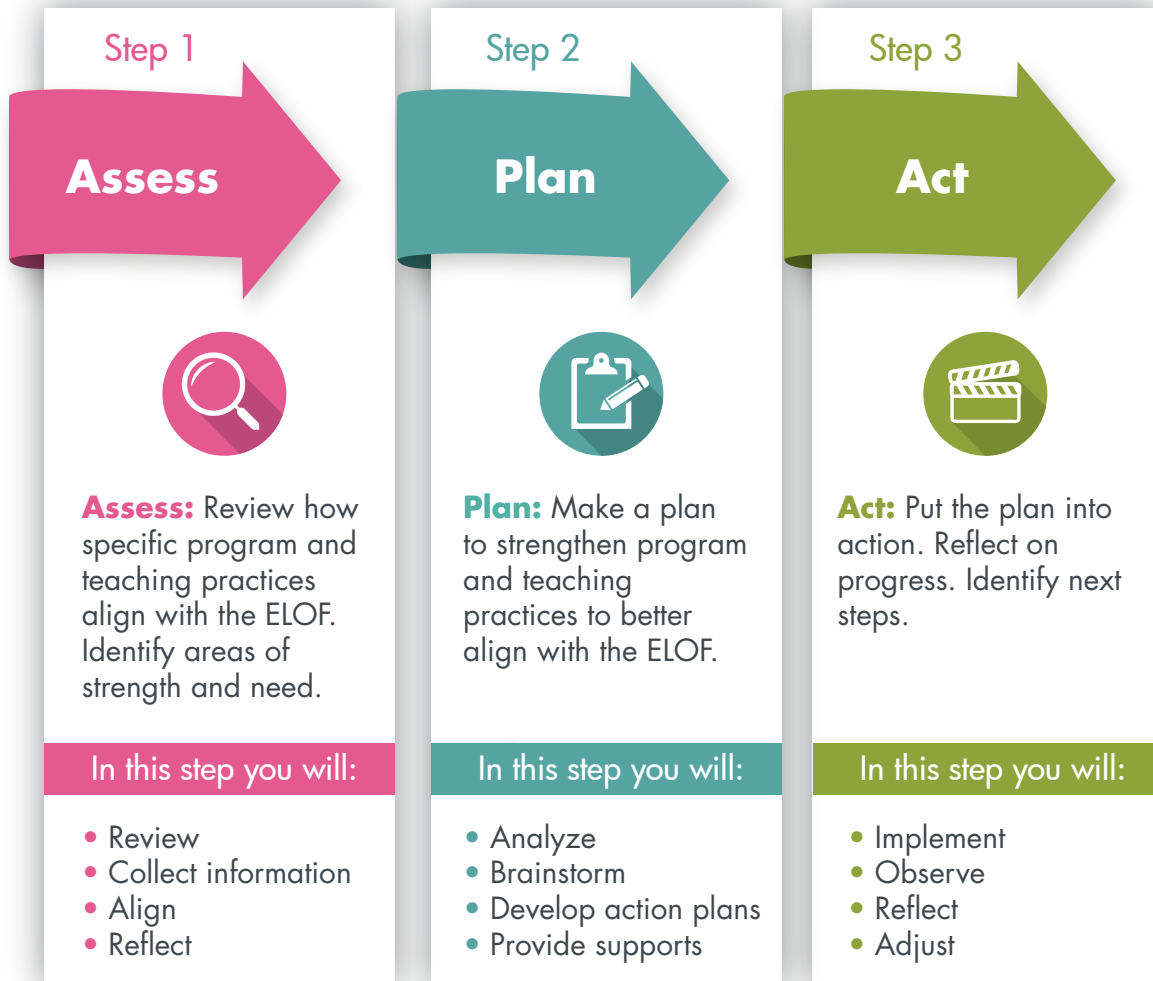 Step 1
Assess
Assess: Review how
specific program and
teaching practices
align with the ELOF.
Identify areas of
strength and need.
In this step you will:
• Review
• Collect information
• Align
• Reflect
Step 2
Plan
Plan: Make a plan
to strengthen program
and teaching
practices to better
align with the ELOF.
In this step you will:
• Analyze
• Brainstorm
• Develop action plans
• Provide supports
Step 3
Act
Act: Put the plan into
action. Reflect on
progress. Identify next
steps.
In this step you will:
• Implement
• Observe
• Reflect
• Adjust